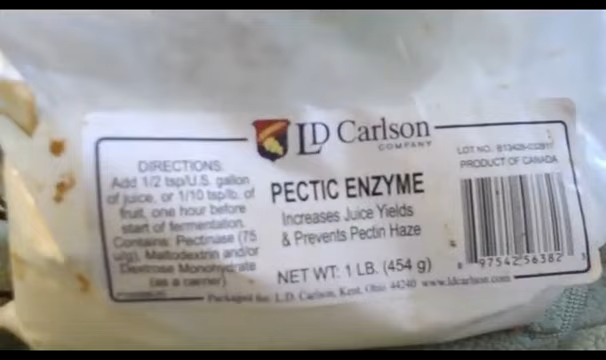 LD Carlson
COMPANY
DIRECTIONS:
Add 1/2 tsp/U.S. gallon
of juice, or 1/10 tsp/lb. of
fruit, one hour before
start of fermentation.
Contains: Pectinase (75
u/g), Maltodextrin and/or
Dextrose Monohydrate
(as a carrier)
PECTIC ENZYME
Increases Juice Yields
& Prevents Pectin Haze
NET WT: 1 LB. (454 g)
LOT NO.
PRODUCT OF CANADA
97542 56382
Packaged for L.D. Carlson, Kent, Ohio 44240 www.ldcarlson.com